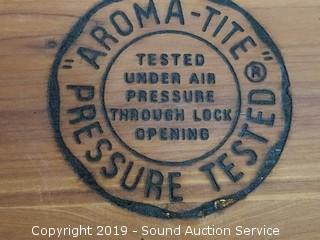 "AROMA-TITE"®
PRESSURE TESTED
TESTED
UNDER AIR
PRESSURE
THROUGH LOCK
OPENING
Copyright 2019 - Sound Auction Service